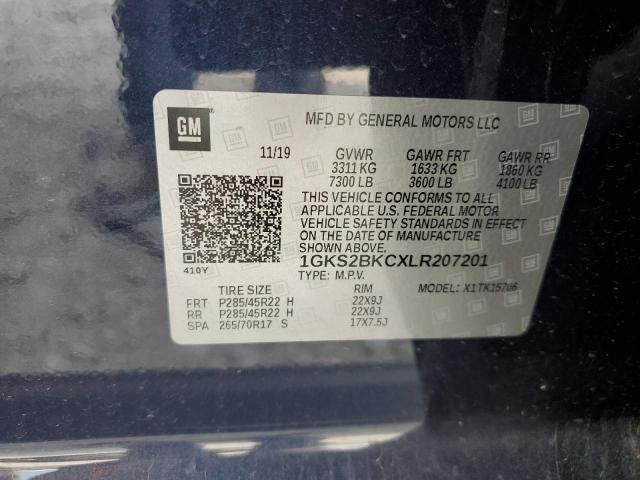 GM
MFD BY GENERAL MOTORS LLC
11/19 GVWR GAWR FRT GAWR RR
3311 KG 1633 KG 1860 KG
7300 LB 3600 LB 4100 LB
THIS VEHICLE CONFORMS TO ALL
APPLICABLE U.S. FEDERAL MOTOR
VEHICLE SAFETY STANDARDS IN EFFECT
ON THE DATE OF MANUFACTURE
SHOWN ABOVE.
410Y 1GKS2BKCXLR207201
TYPE: M.P.V. MODEL: X1TK15706
TIRE SIZE RIM
FRT P285/45R22 H 22X9J
RR P285/45R22 H 22X9J
SPA 265/70R17 S 17X7.5J